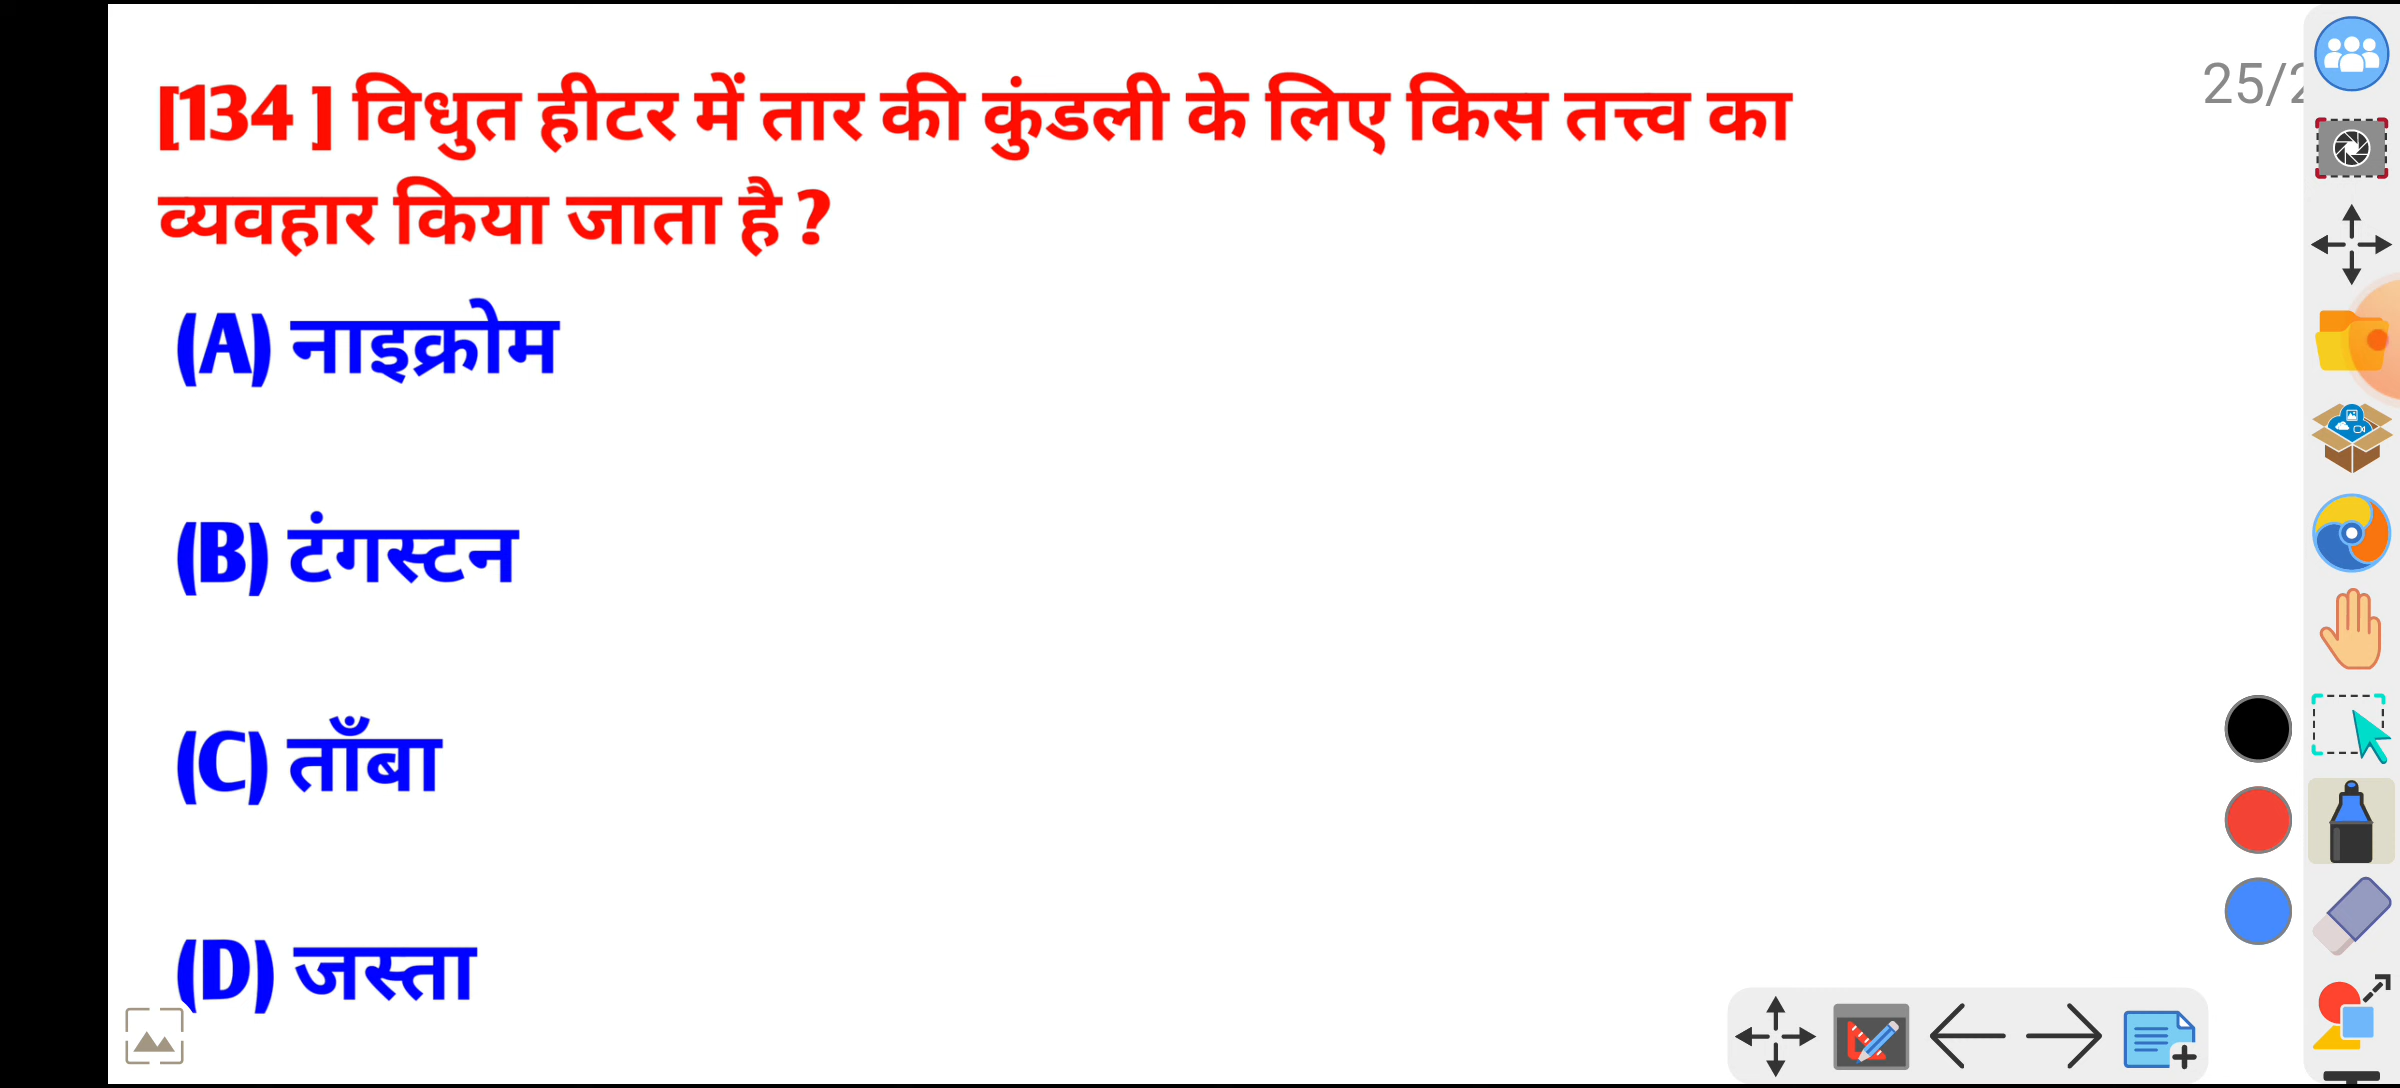 [134 ] विधुत हीटर में तार की कुंडली के लिए किस तत्त्व का
25/2
व्यवहार किया जाता है ?
(A) नाइक्रोम
(B) टंगस्टन
(C) ताँबा
(D) जस्ता